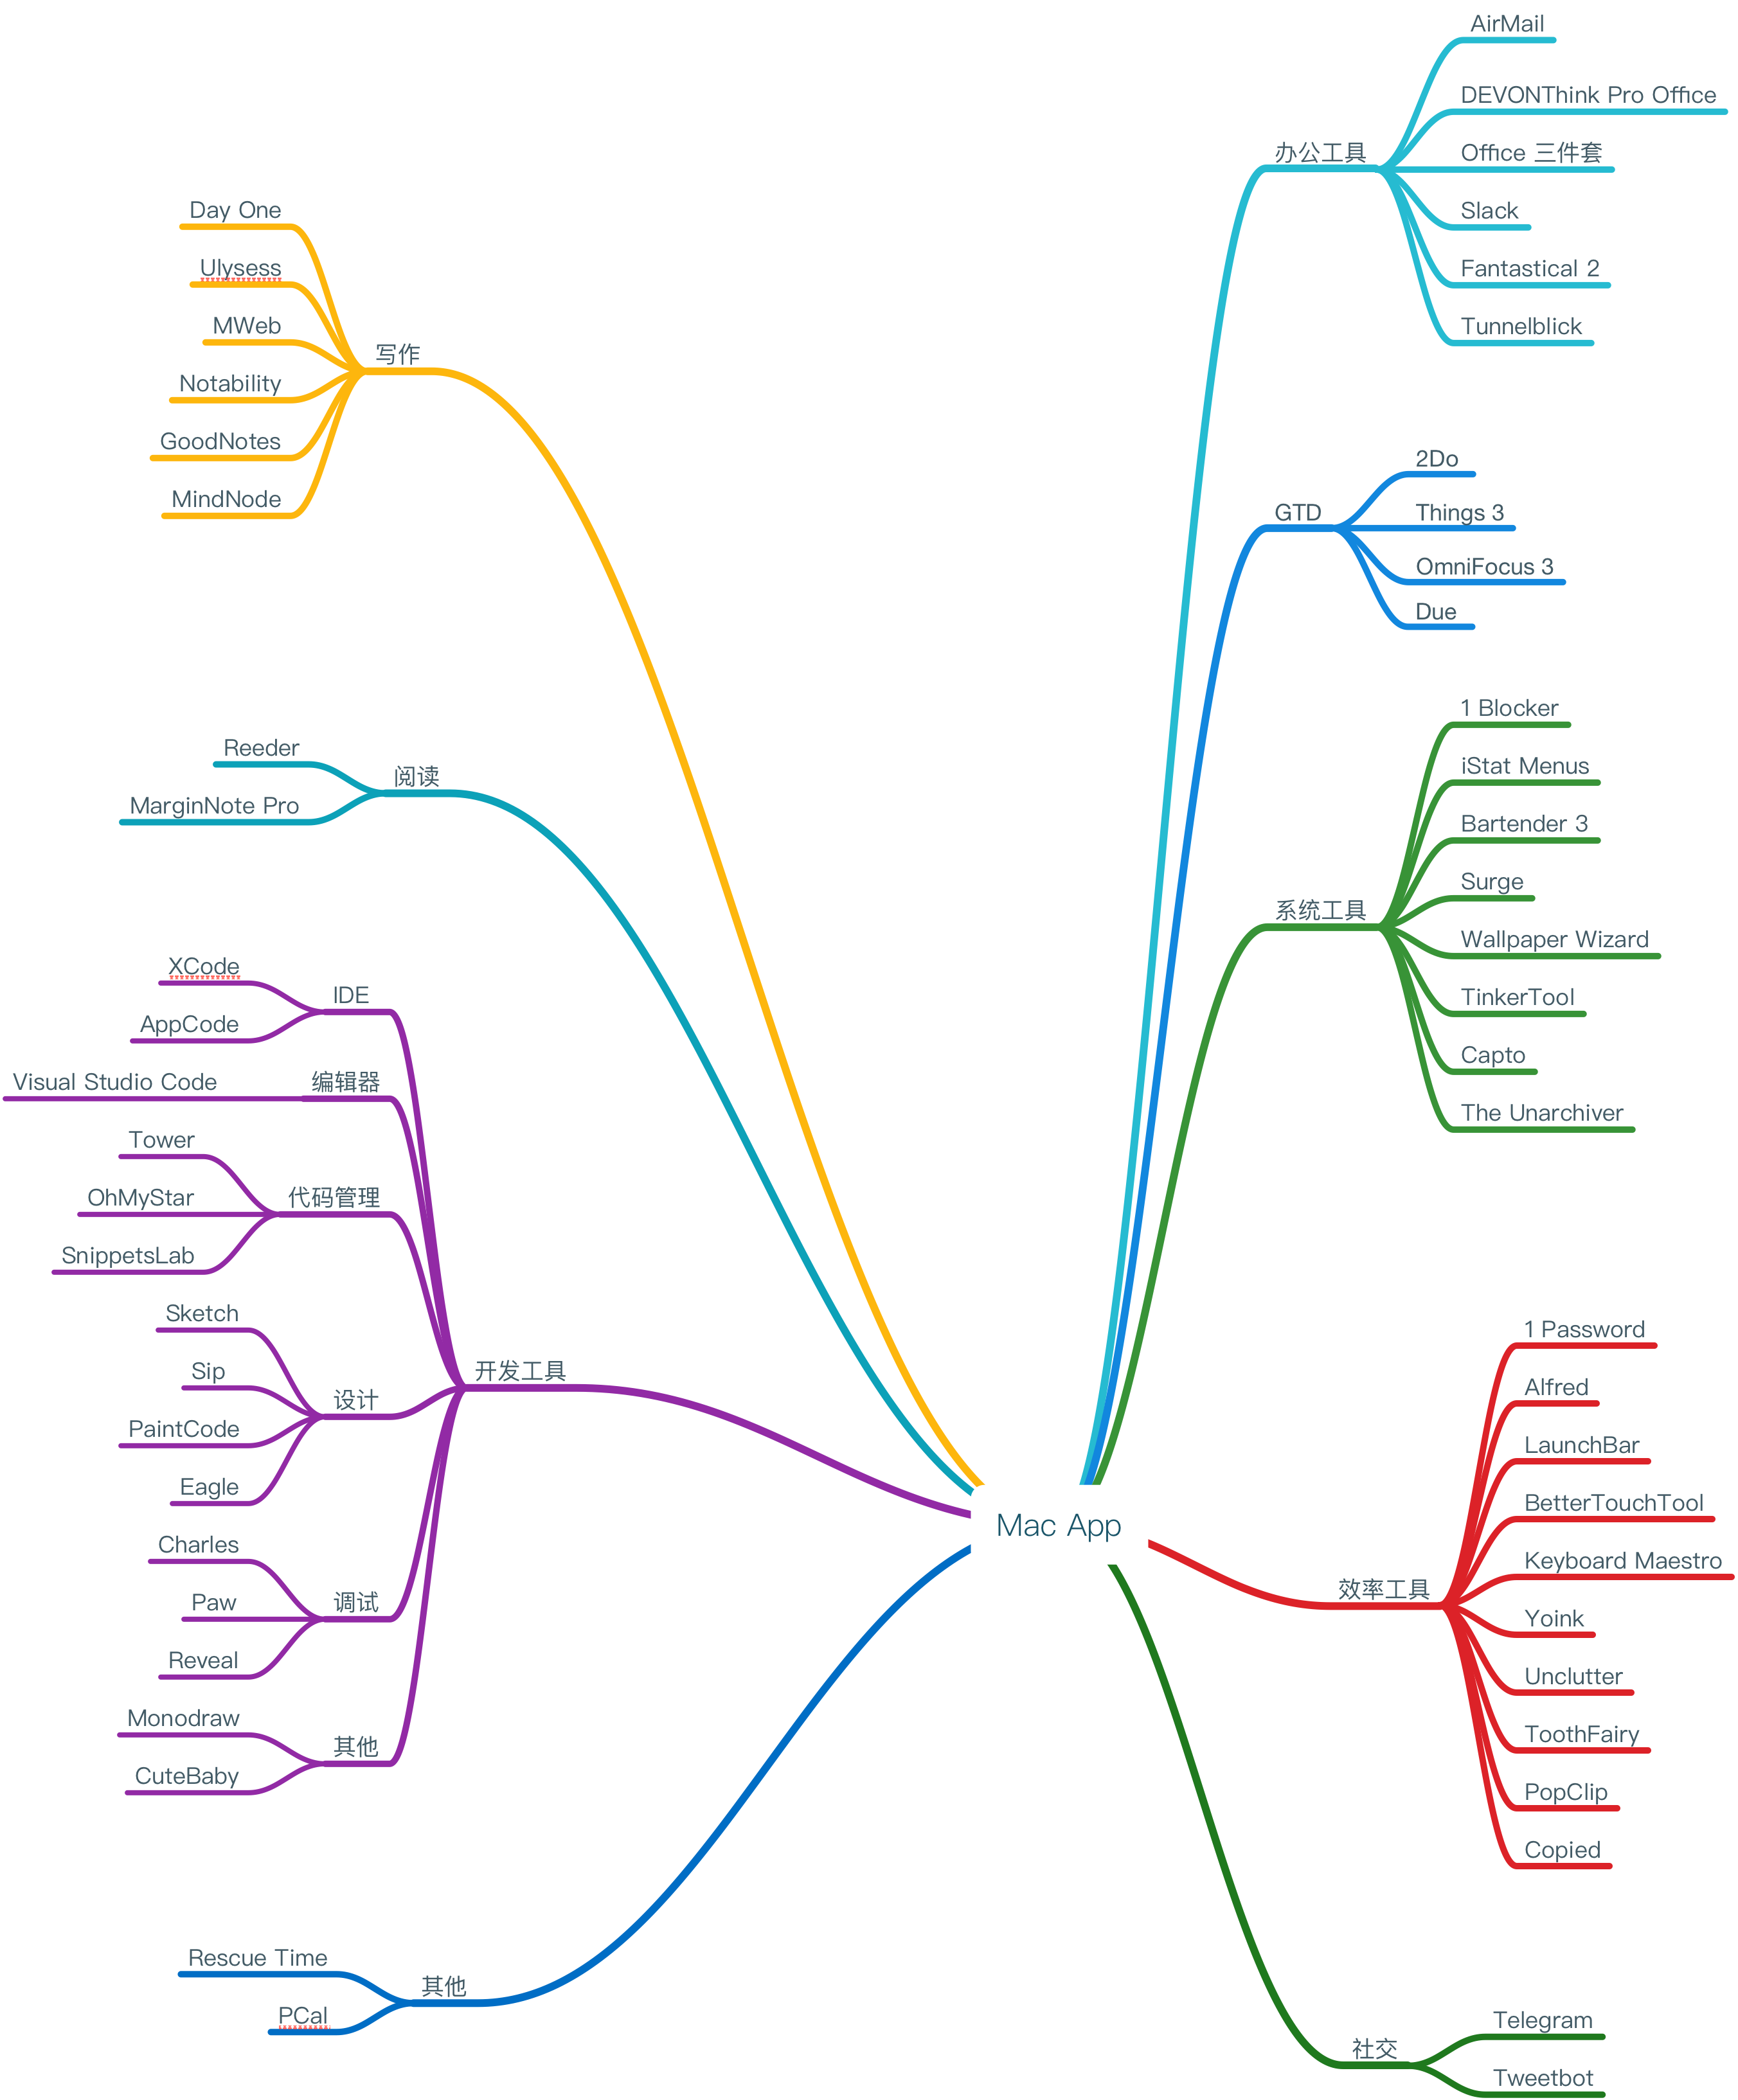 Mac App
办公工具
AirMail
DEVONThink Pro Office
Office 三件套
Slack
Fantastical 2
Tunnelblick
GTD
2Do
Things 3
OmniFocus 3
Due
系统工具
1 Blocker
iStat Menus
Bartender 3
Surge
Wallpaper Wizard
TinkerTool
Capto
The Unarchiver
效率工具
1 Password
Alfred
LaunchBar
BetterTouchTool
Keyboard Maestro
Yoink
Unclutter
ToothFairy
PopClip
Copied
社交
Telegram
Tweetbot
写作
Day One
Ulysess
MWeb
Notability
GoodNotes
MindNode
阅读
Reeder
MarginNote Pro
开发工具
IDE
XCode
AppCode
编辑器
Visual Studio Code
代码管理
Tower
OhMyStar
SnippetsLab
设计
Sketch
Sip
PaintCode
Eagle
调试
Charles
Paw
Reveal
其他
Monodraw
CuteBaby
其他
Rescue Time
PCal